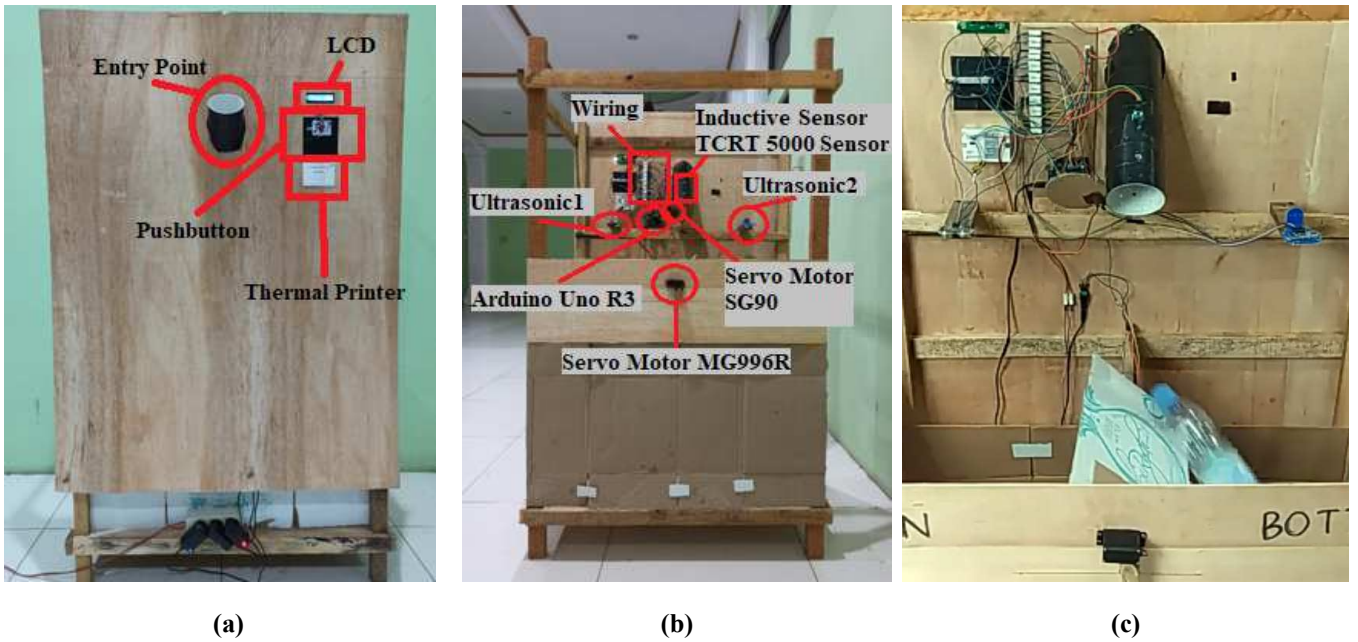 LCD
Entry Point
Pushbutton
Thermal Printer
Wiring
Inductive Sensor
TCRT 5000 Sensor
Ultrasonic1
Ultrasonic2
Arduino Uno R3
Servo Motor
SG90
Servo Motor MG996R
N
BOTT
(a)
(b)
(c)